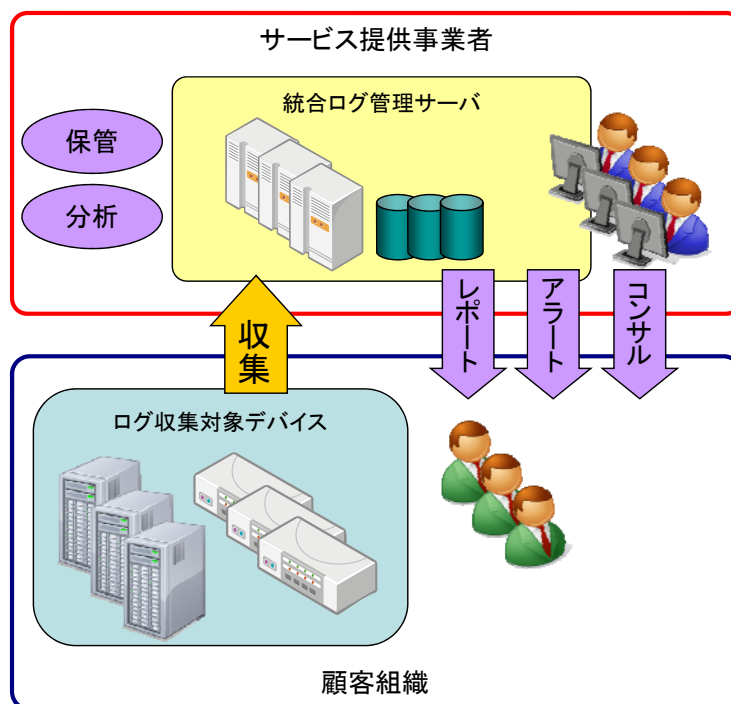 サービス提供事業者
統合ログ管理サーバ
保管
分析
レポート
アラート
コンサル
収集
ログ収集対象デバイス
顧客組織